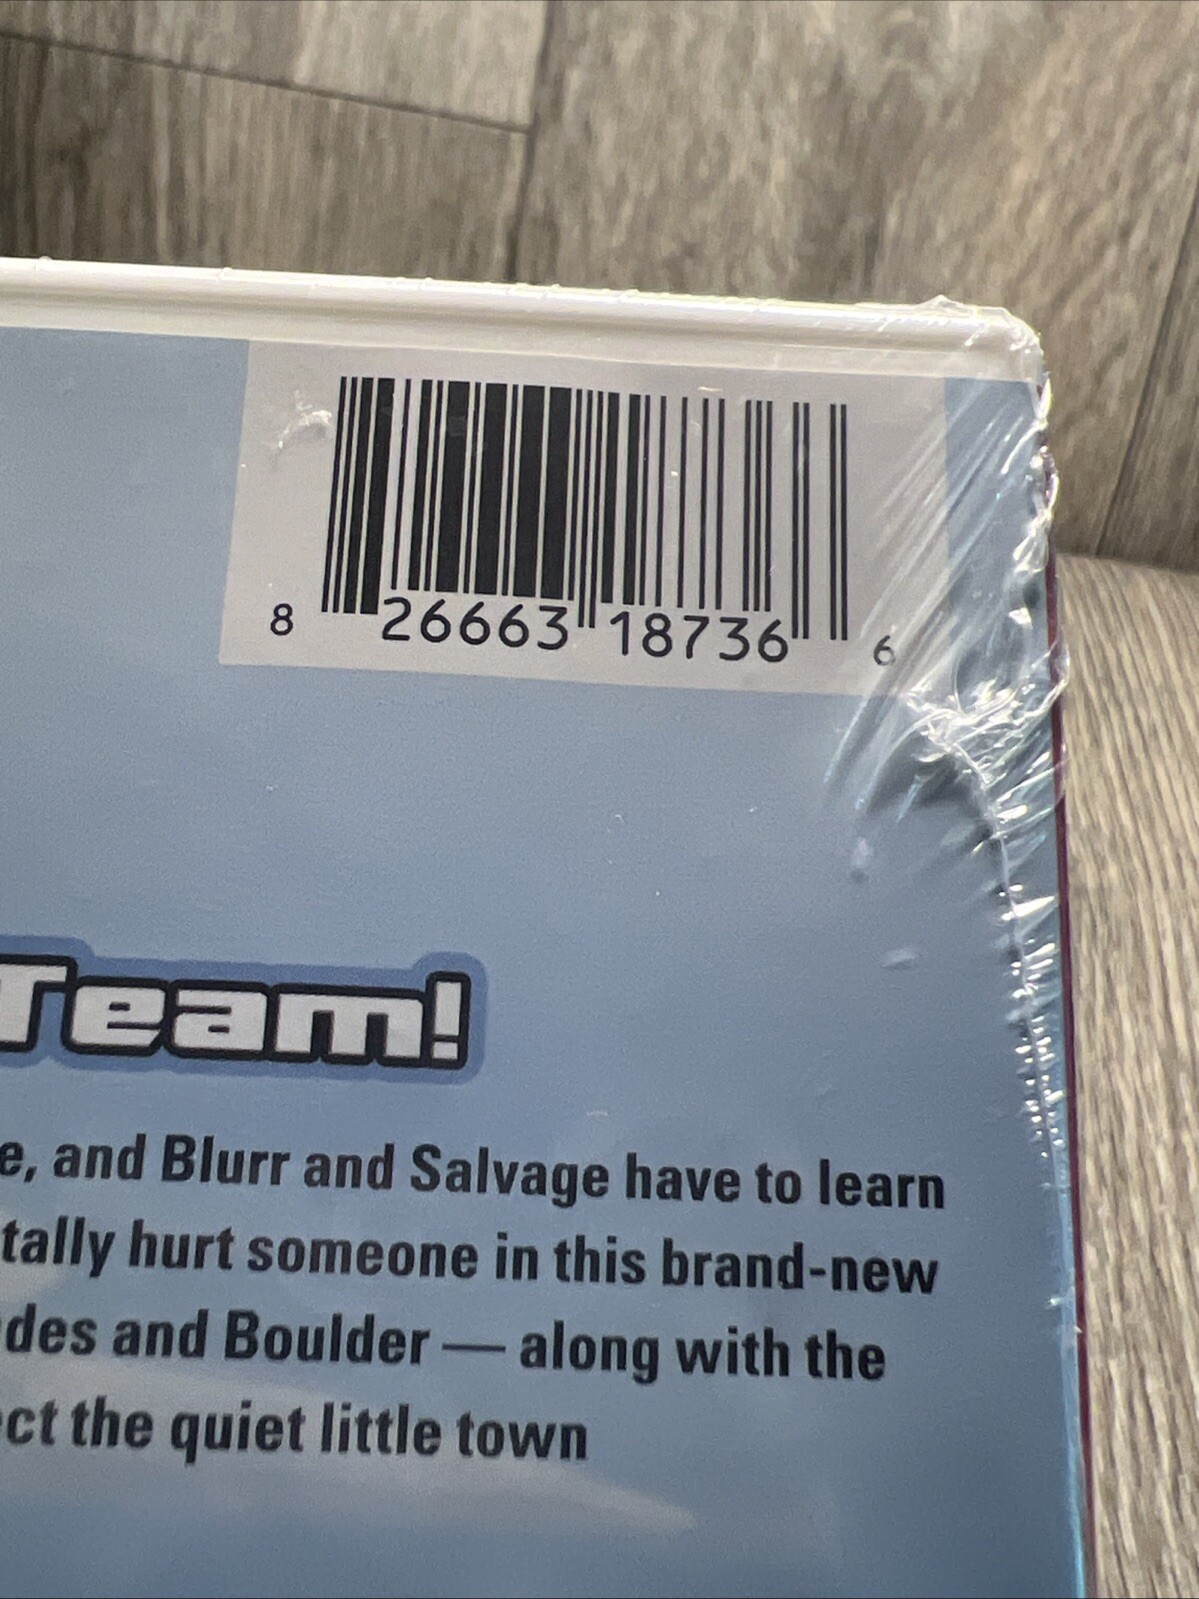 8 26663 18736 6
Team!
e, and Blurr and Salvage have to learn
tally hurt someone in this brand-new
des and Boulder — along with the
ct the quiet little town